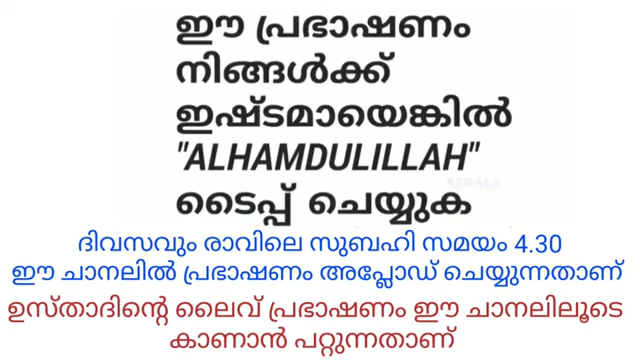 ഈ പ്രഭാഷണം
നിങ്ങൾക്ക്
ഇഷ്ടമായെങ്കിൽ
"ALHAMDULILLAH"
KERALA
ടൈപ്പ് ചെയ്യുക
ദിവസവും രാവിലെ സുബഹി സമയം 4.30
ഈ ചാനലിൽ പ്രഭാഷണം അപ്ലോഡ് ചെയ്യുന്നതാണ്
ഉസ്താദിന്റെ ലൈവ് പ്രഭാഷണം ഈ ചാനലിലൂടെ
കാണാൻ പറ്റുന്നതാണ്